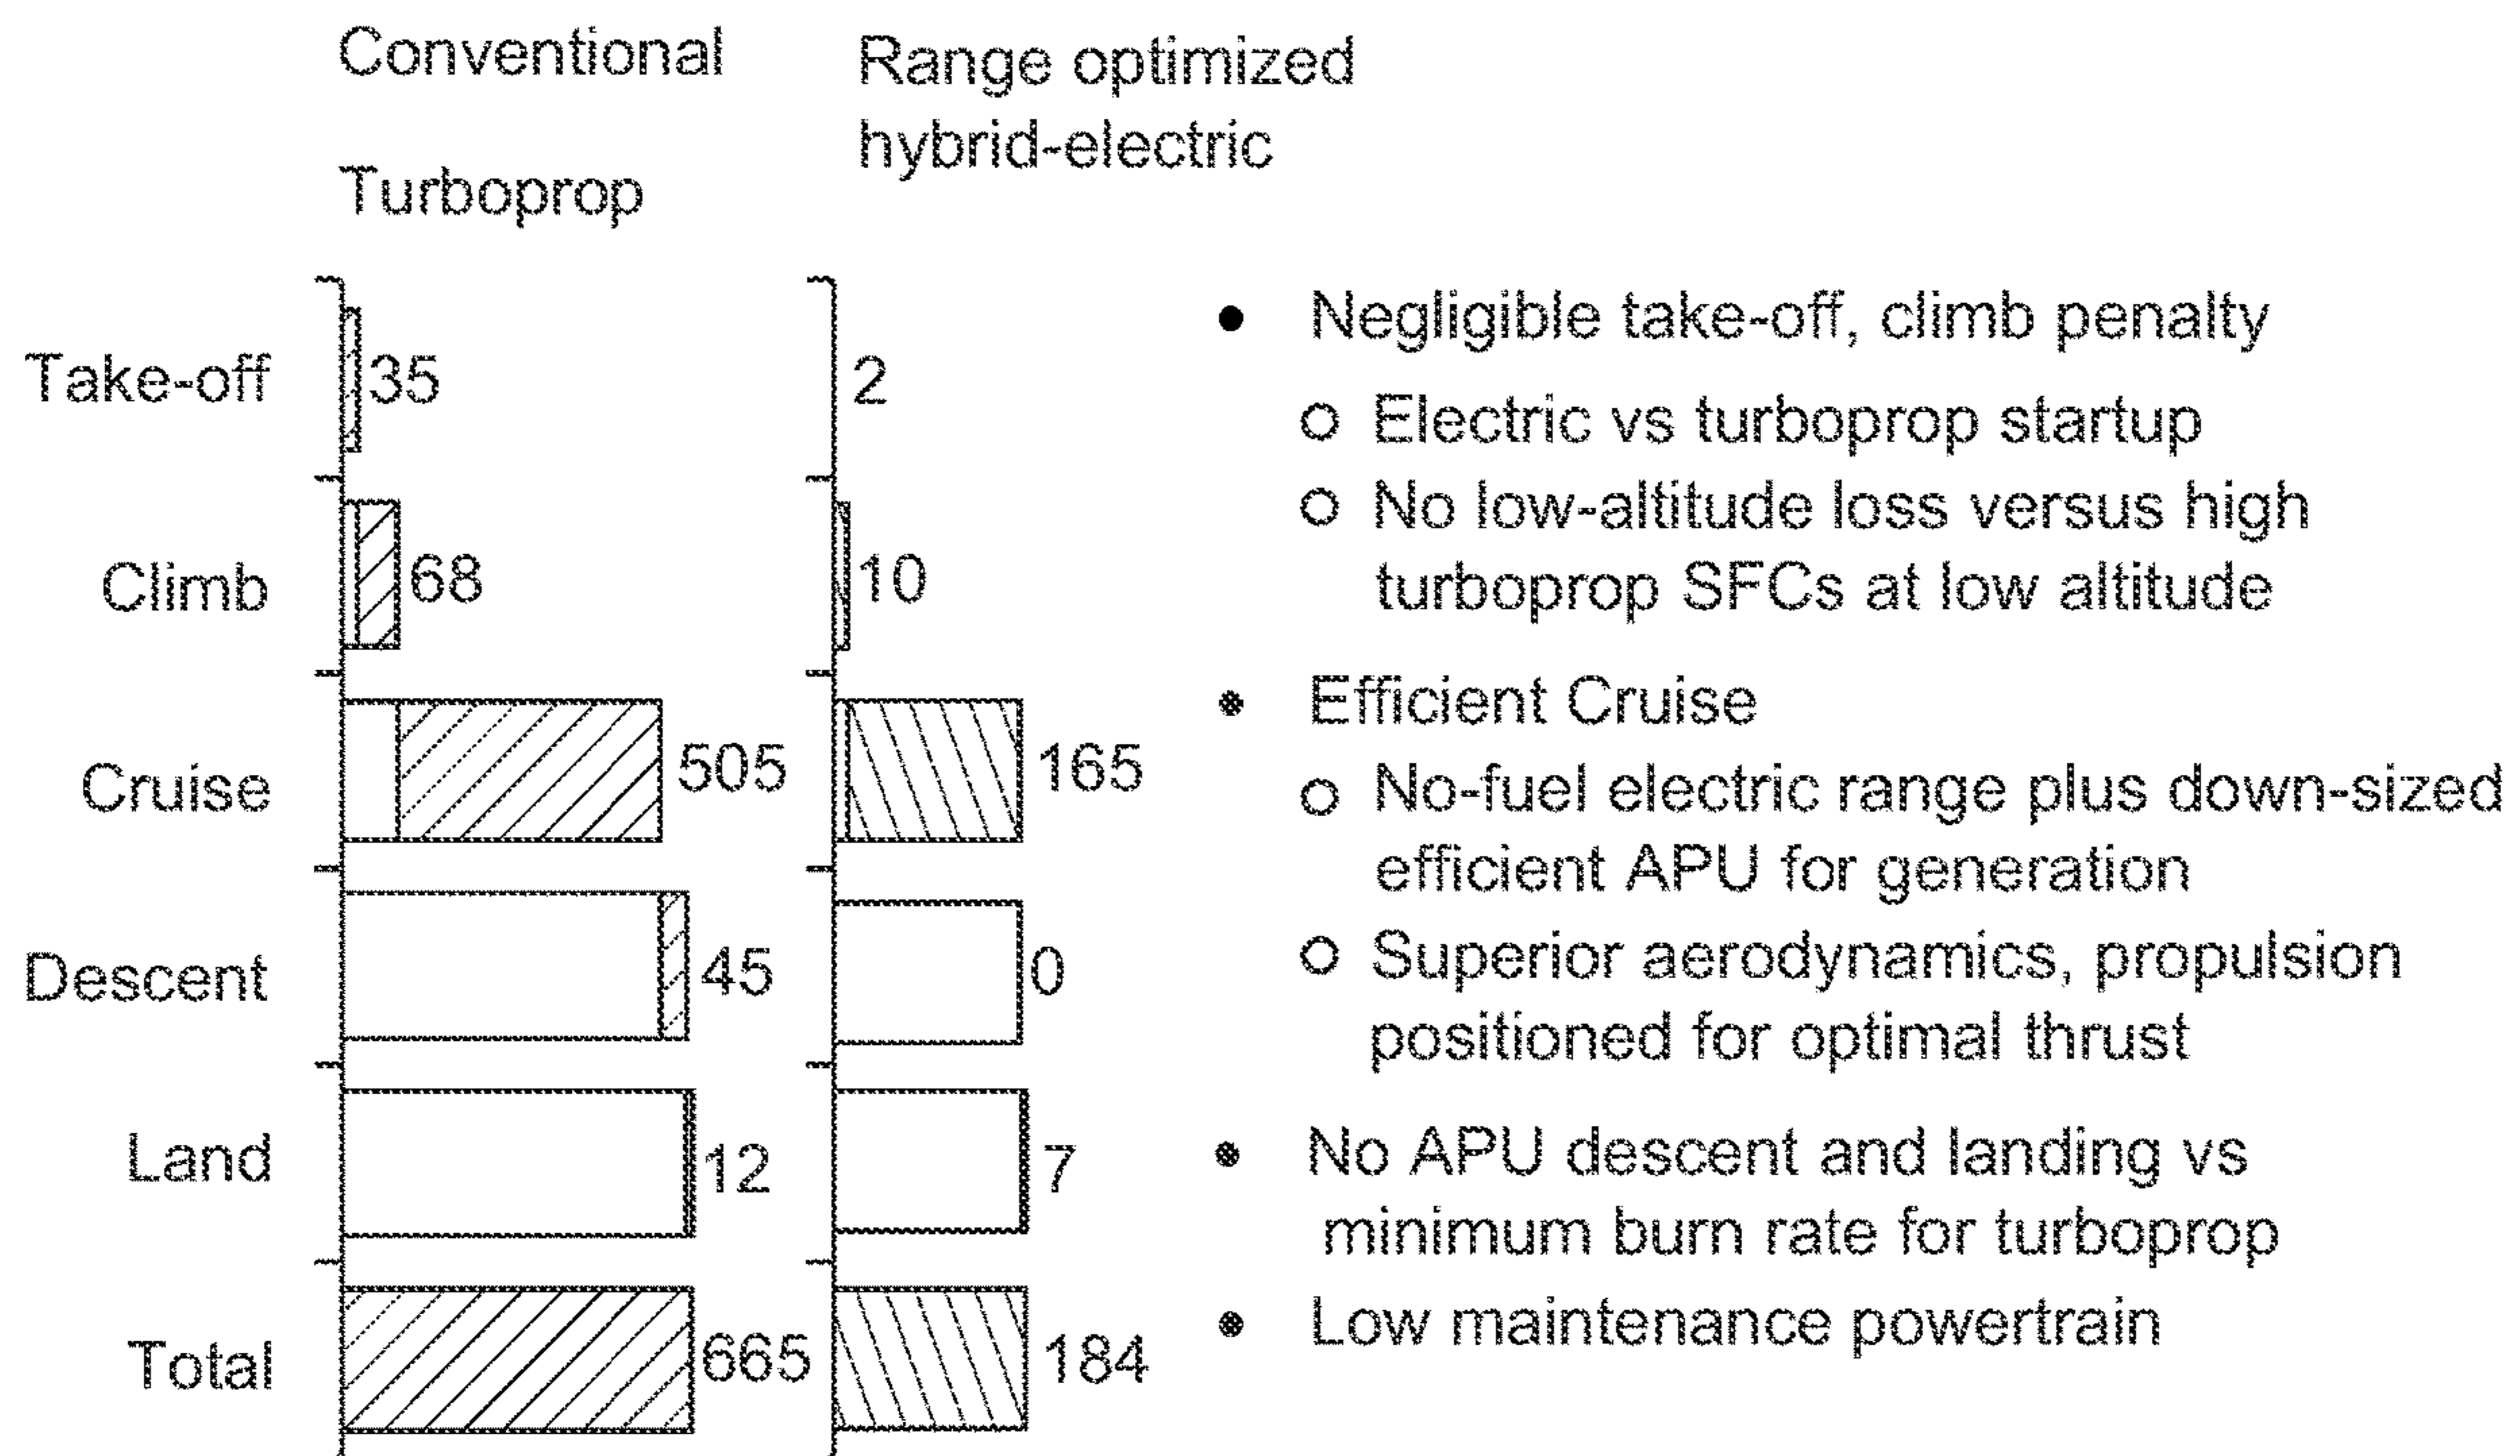 Conventional
Turboprop
Range optimized
hybrid-electric
Take-off
35
2
Climb
68
10
Cruise
505
165
Descent
45
0
Land
12
7
Total
665
184
• Negligible take-off, climb penalty
○ Electric vs turboprop startup
○ No low-altitude loss versus high
turboprop SFCs at low altitude
• Efficient Cruise
○ No-fuel electric range plus down-sized
efficient APU for generation
○ Superior aerodynamics, propulsion
positioned for optimal thrust
• No APU descent and landing vs
minimum burn rate for turboprop
• Low maintenance powertrain